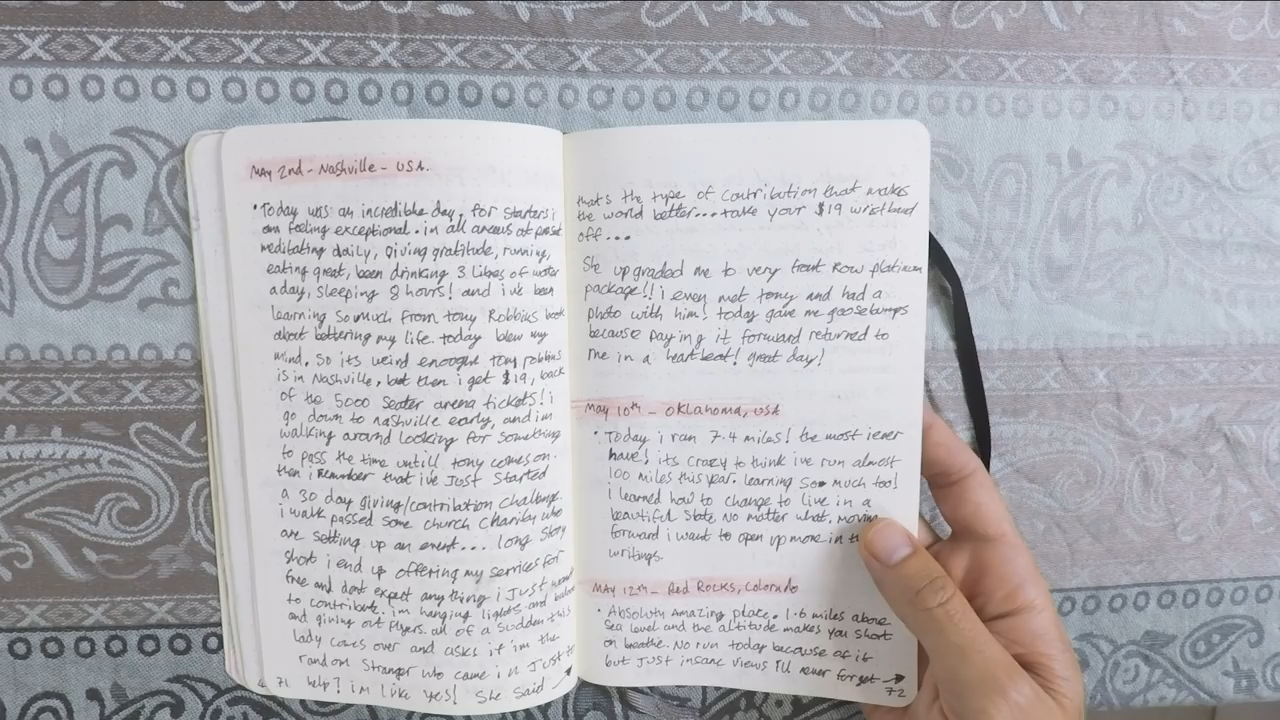 MAY 2nd - Nashville - USA.
• Today was an incredible day, for starters i
am feeling exceptional. in all areas at preset
meditating daily, giving gratitude, running,
eating great, been drinking 3 Litres of water
a day, sleeping 8 hours! and i've been
learning so much from Tony Robbins book
about bettering my life. today blew my
mind. So its weird enough tony robbins
is in Nashville. but then i get $19, back
of the 5000 Seater arena tickets! i
go down to nashville early, and im
walking around looking for something
to pass the time untill tony comes on.
then i remember that ive Just Started
a 30 day giving/contribution Challenge.
i walk passed some church Charity who
are setting up an event... long Story
Short i end up offering my services for
free and dont expect anything i Just want
to contribute. im hanging lights and
and giving out flyers. all of a sudden this
lady comes over and asks if im the
random Stranger who came in Just to
help? i'm like yes! She said →
71
that's the type of contribution that makes
the world better... take your $19 wristband
off...
She upgraded me to very front Row platinum
package!! i even met tony and had a
photo with him! today gave me goosebumps
because paying it forward returned to
me in a heartbeat! great day!
May 10th - OKlahoma, USA
• Today i ran 7.4 miles! the most iever
have! its crazy to think ive run almost
100 miles this year. learning so much too!
i learned how to change to live in a
beautiful State no matter what, moving
forward i want to open up more in
writings.
MAY 12th - Red Rocks, Colorado
• Absoluty Amazing place. 1.6 miles above
Sea level and the altitude makes you short
on breathe. No run today because of it
but Just insane views I'll never forget →
72